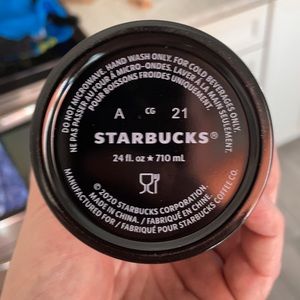 DO NOT MICROWAVE. HAND WASH ONLY. FOR COLD BEVERAGES ONLY.
NE PAS PASSER AU FOUR À MICRO-ONDES. LAVER À LA MAIN SEULEMENT.
POUR BOISSONS FROIDES UNIQUEMENT.
A CG 21
STARBUCKS®
24 fl. oz ★ 710 mL
© 2020 STARBUCKS CORPORATION.
MADE IN CHINA. / FABRIQUÉ EN CHINE.
MANUFACTURED FOR / FABRIQUÉ POUR STARBUCKS COFFEE CO.